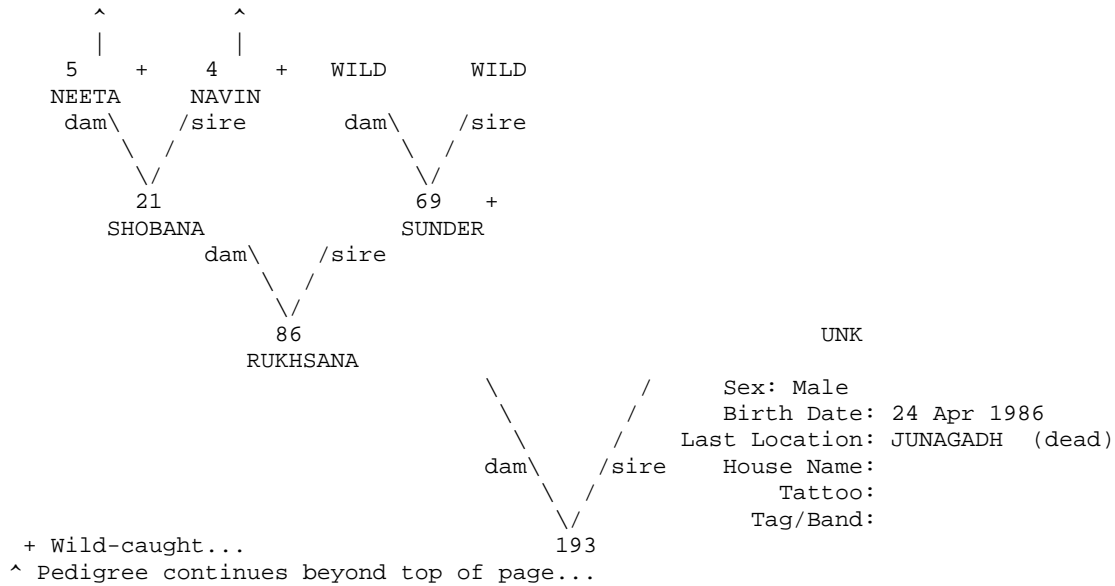 ^ ^
| |
5 + 4 + WILD WILD
NEETA NAVIN
dam\ /sire dam\ /sire
\ / \ /
\/ \/
21 69 +
SHOBANA SUNDER
dam\ /sire
\ /
\/
86 UNK
RUKHSANA
\ / Sex: Male
\ / Birth Date: 24 Apr 1986
\ / Last Location: JUNAGADH (dead)
dam\ /sire House Name:
\ / Tattoo:
\/ Tag/Band:
+ Wild-caught... 193
^ Pedigree continues beyond top of page...